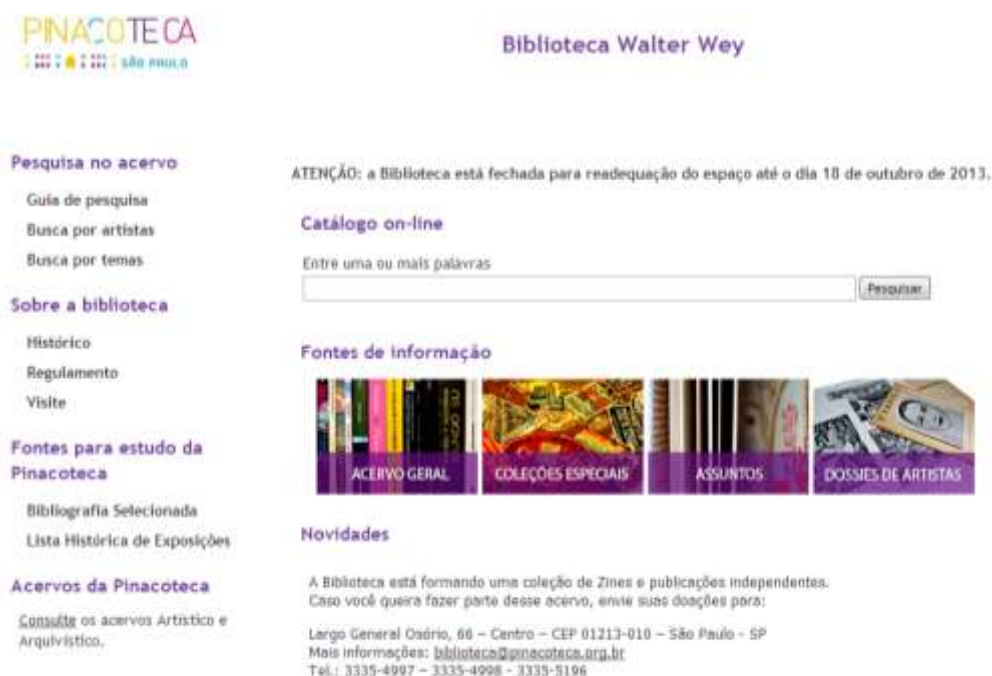 PINACOTECA
SÃO PAULO
Biblioteca Walter Wey
Pesquisa no acervo
Guia de pesquisa
Busca por artistas
Busca por temas
Sobre a biblioteca
Histórico
Regulamento
Visite
Fontes para estudo da
Pinacoteca
Bibliografia Selecionada
Lista Histórica de Exposições
Acervos da Pinacoteca
Consulte os acervos Artístico e
Arquivístico.
ATENÇÃO: a Biblioteca está fechada para readequação do espaço até o dia 18 de outubro de 2013.
Catálogo on-line
Entre uma ou mais palavras
Pesquisar
Fontes de informação
ACERVO GERAL
COLEÇÕES ESPECIAIS
ASSUNTOS
DOSSIÊS DE ARTISTAS
Novidades
A Biblioteca está formando uma coleção de Zines e publicações independentes.
Caso você queira fazer parte desse acervo, envie suas doações para:
Largo General Osório, 66 – Centro – CEP 01213-010 – São Paulo - SP
Mais informações: biblioteca@pinacoteca.org.br
Tel.: 3335-4997 – 3335-4998 - 3335-5196